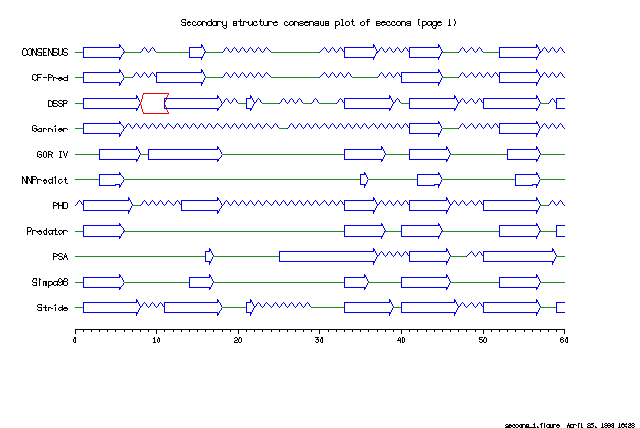 Secondary structure consensus plot of seccons (page 1)
CONSENSUS
CF-Pred
DSSP
Garnier
GOR IV
NNPredict
PHD
Predator
PSA
Simpa96
Stride
0 10 20 30 40 50 60
seccons_1.figure April 25, 1998 16:28